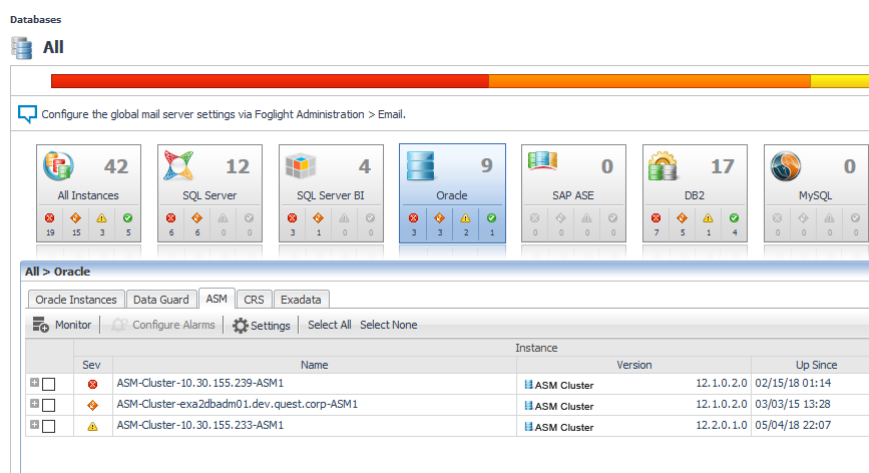 Databases
All
Configure the global mail server settings via Foglight Administration > Email.
42 12 4 9 0 17 0
All Instances SQL Server SQL Server BI Oracle SAP ASE DB2 MySQL
19 15 3 5 6 6 0 0 3 1 0 0 3 3 2 1 0 0 0 0 7 5 1 4 0 0 0 0
All > Oracle
Oracle Instances Data Guard ASM CRS Exadata
Monitor Configure Alarms Settings Select All Select None
Instance
Sev Name Version Up Since
ASM-Cluster-10.30.155.239-ASM1 ASM Cluster 12.1.0.2.0 02/15/18 01:14
ASM-Cluster-exa2dbadm01.dev.quest.corp-ASM1 ASM Cluster 12.1.0.2.0 03/03/15 13:28
ASM-Cluster-10.30.155.233-ASM1 ASM Cluster 12.2.0.1.0 05/04/18 22:07